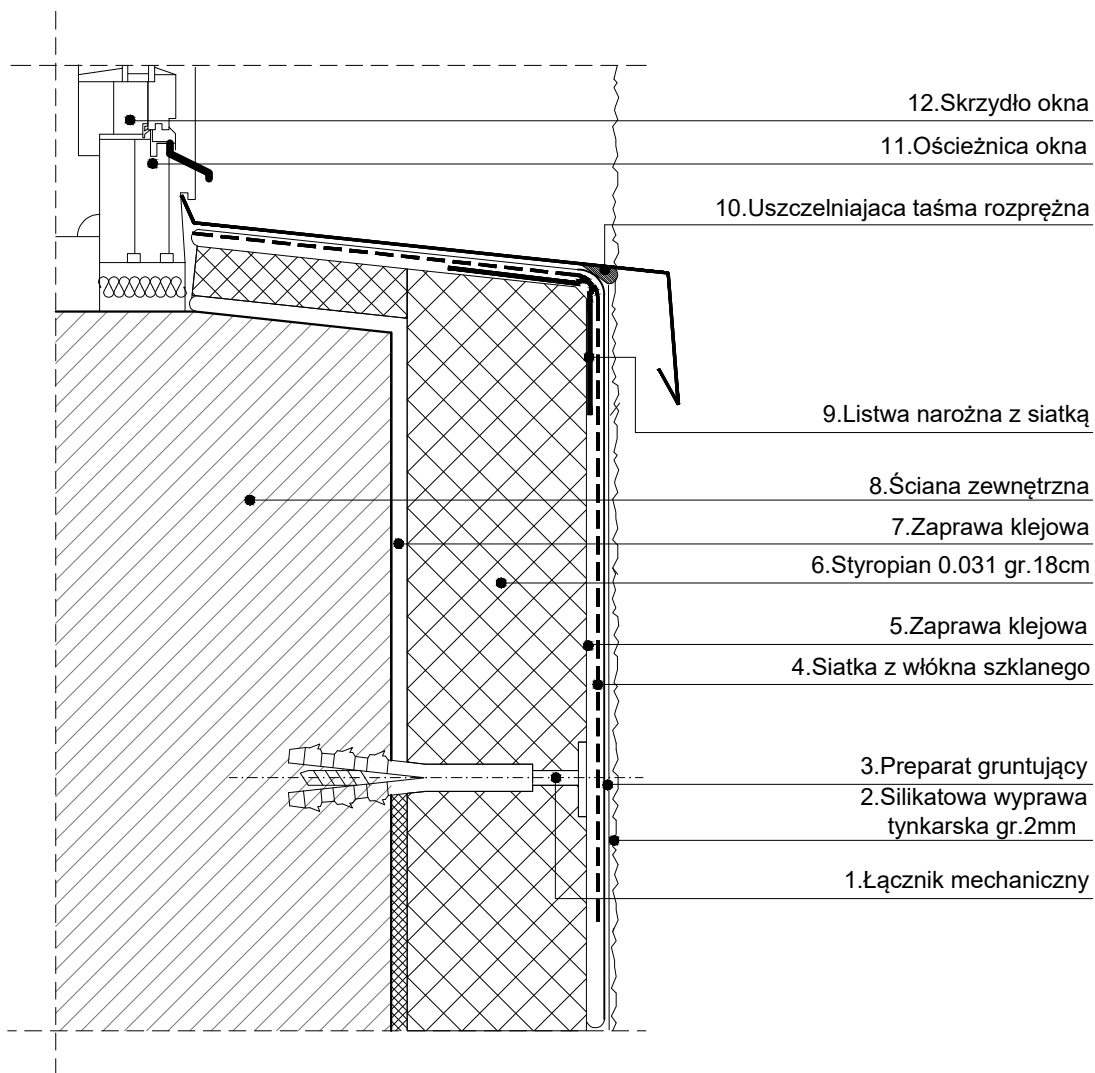 12.Skrzydło okna
11.Ościeżnica okna
10.Uszczelniajaca taśma rozprężna
9.Listwa narożna z siatką
8.Ściana zewnętrzna
7.Zaprawa klejowa
6.Styropian 0.031 gr.18cm
5.Zaprawa klejowa
4.Siatka z włókna szklanego
3.Preparat gruntujący
2.Silikatowa wyprawa
tynkarska gr.2mm
1.Łącznik mechaniczny